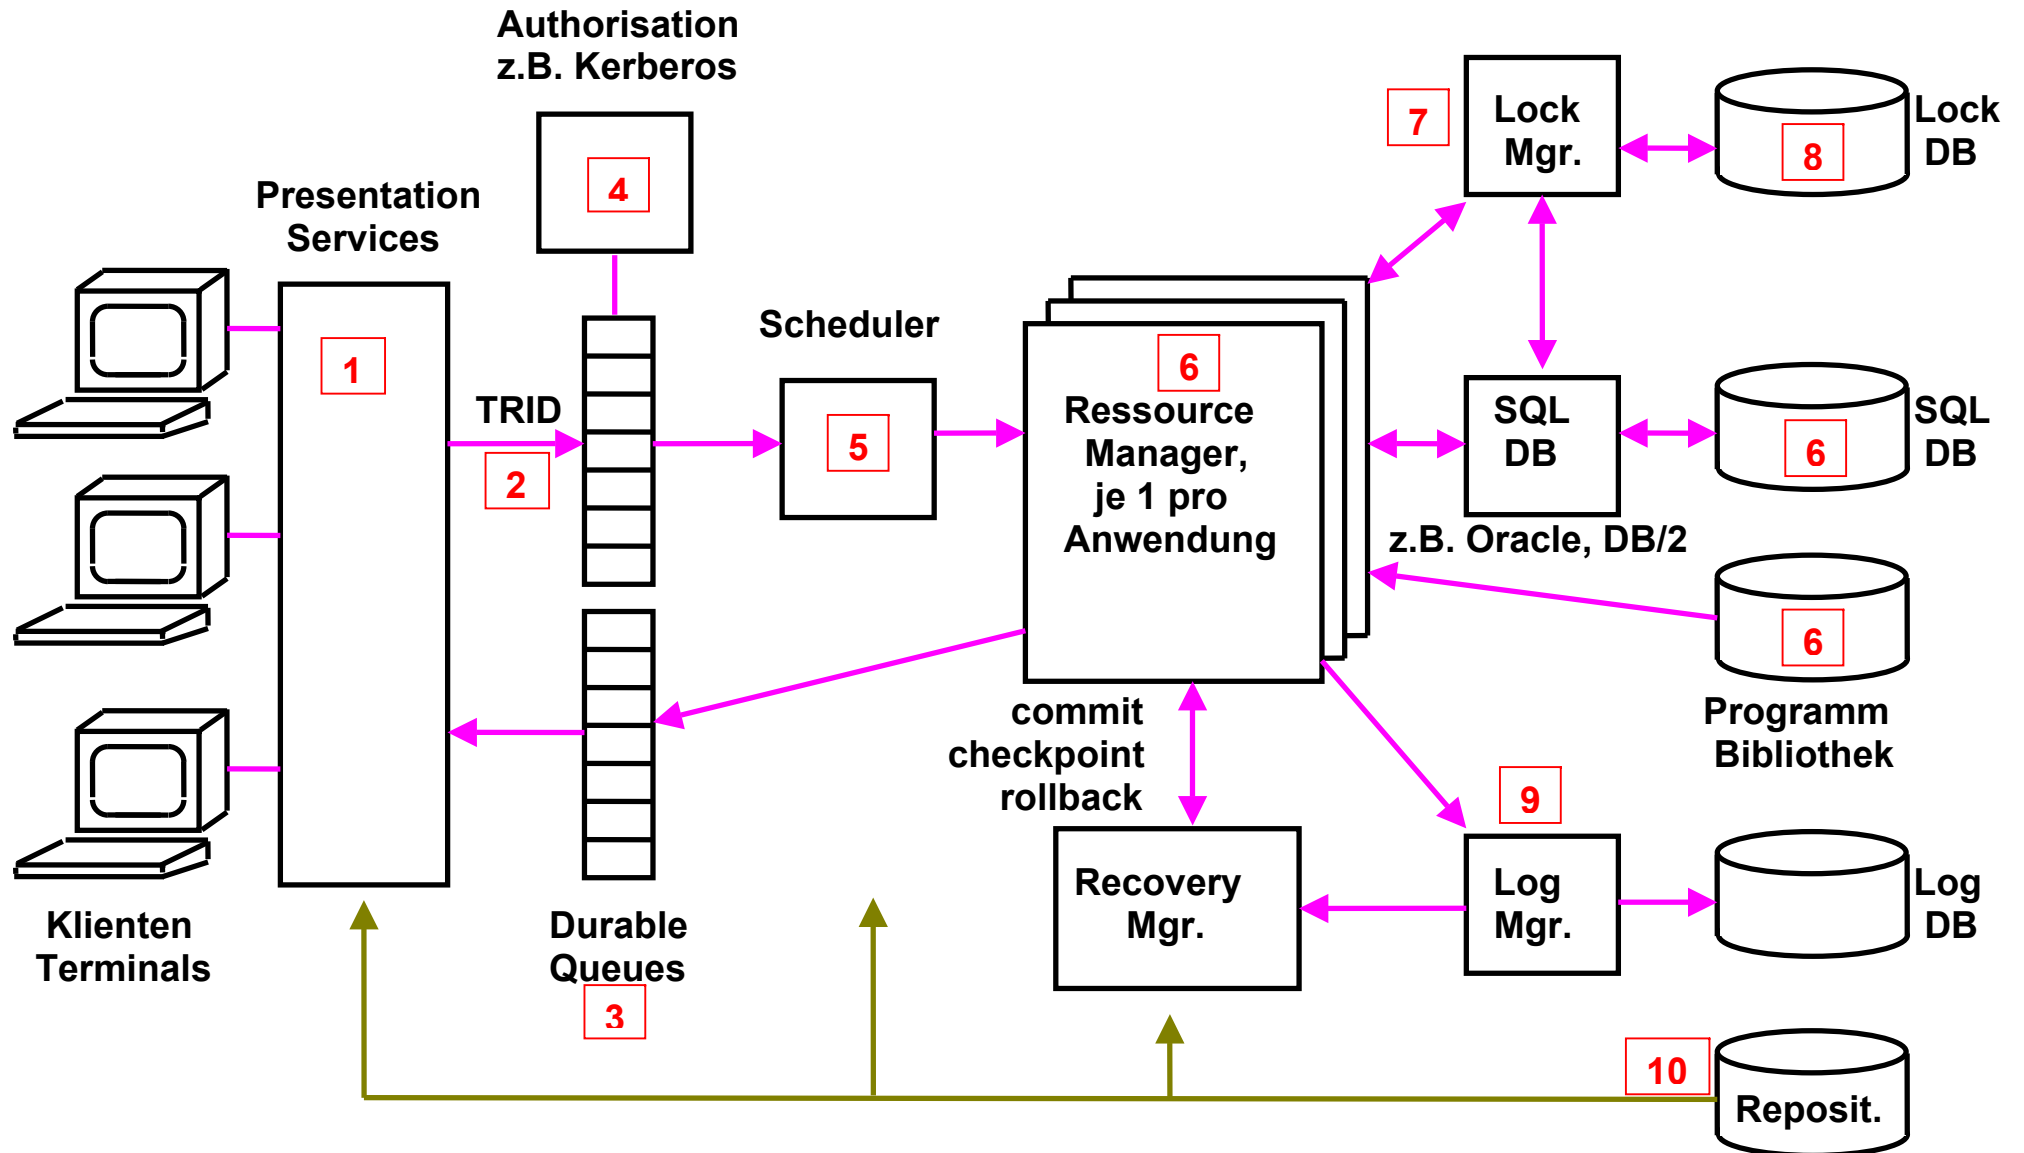 Authorisation
z.B. Kerberos
4
Presentation
Services
1
TRID
2
Scheduler
5
6
Ressource
Manager,
je 1 pro
Anwendung
7
Lock
Mgr.
8
Lock
DB
SQL
DB
6
SQL
DB
z.B. Oracle, DB/2
6
Programm
Bibliothek
commit
checkpoint
rollback
9
Recovery
Mgr.
Log
Mgr.
Log
DB
Klienten
Terminals
Durable
Queues
3
10
Reposit.